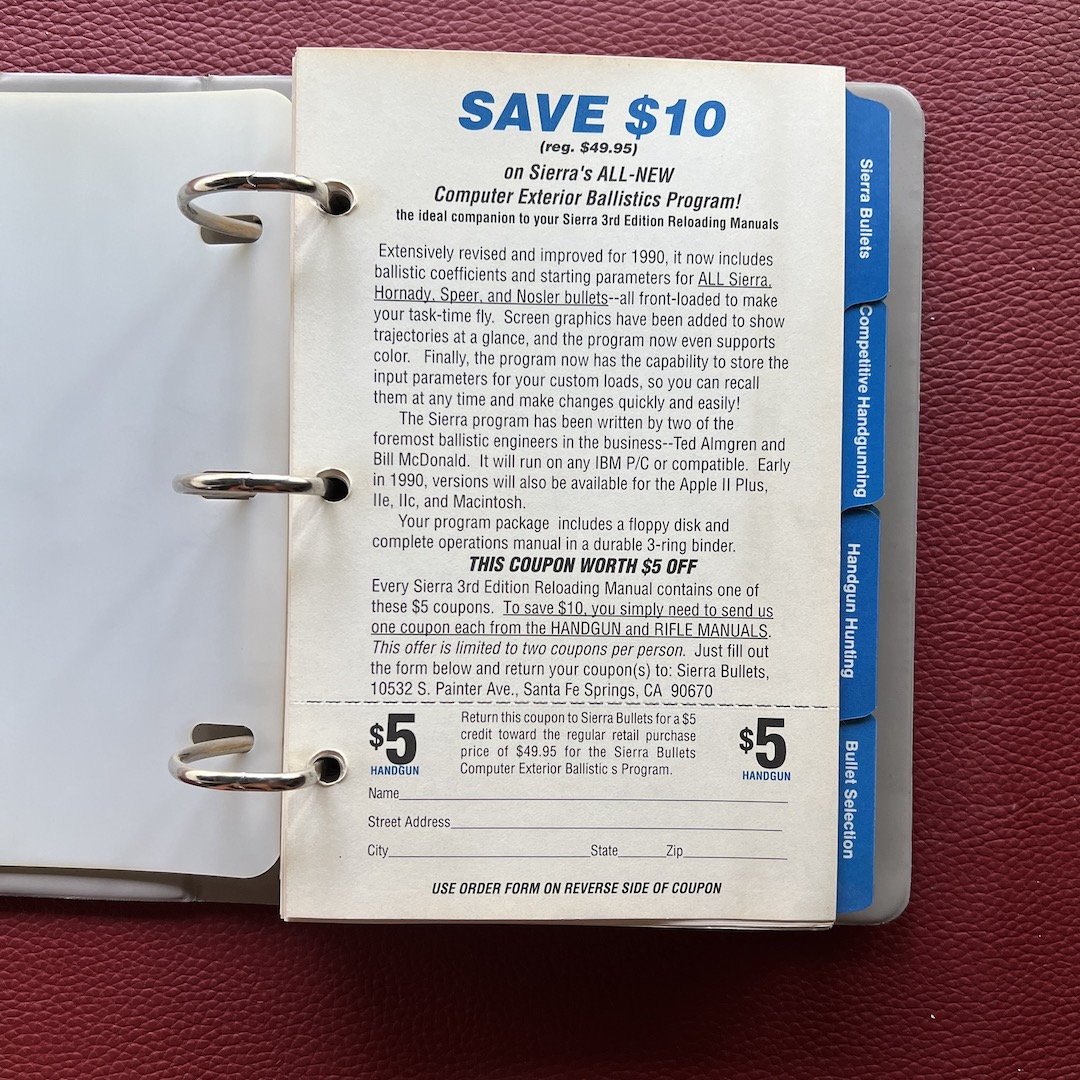 SAVE $10
(reg. $49.95)
on Sierra's ALL-NEW
Computer Exterior Ballistics Program!
the ideal companion to your Sierra 3rd Edition Reloading Manuals
Extensively revised and improved for 1990, it now includes
ballistic coefficients and starting parameters for ALL Sierra,
Hornady, Speer, and Nosler bullets--all front-loaded to make
your task-time fly. Screen graphics have been added to show
trajectories at a glance, and the program now even supports
color. Finally, the program now has the capability to store the
input parameters for your custom loads, so you can recall
them at any time and make changes quickly and easily!
The Sierra program has been written by two of the
foremost ballistic engineers in the business--Ted Almgren and
Bill McDonald. It will run on any IBM P/C or compatible. Early
in 1990, versions will also be available for the Apple II Plus,
IIe, IIc, and Macintosh.
Your program package includes a floppy disk and
complete operations manual in a durable 3-ring binder.
THIS COUPON WORTH $5 OFF
Every Sierra 3rd Edition Reloading Manual contains one of
these $5 coupons. To save $10, you simply need to send us
one coupon each from the HANDGUN and RIFLE MANUALS.
This offer is limited to two coupons per person. Just fill out
the form below and return your coupon(s) to: Sierra Bullets,
10532 S. Painter Ave., Santa Fe Springs, CA 90670
$5
HANDGUN
Return this coupon to Sierra Bullets for a $5
credit toward the regular retail purchase
price of $49.95 for the Sierra Bullets
Computer Exterior Ballistic s Program.
$5
HANDGUN
Name
Street Address
City State Zip
USE ORDER FORM ON REVERSE SIDE OF COUPON
Sierra Bullets
Competitive Handgunning
Handgun Hunting
Bullet Selection